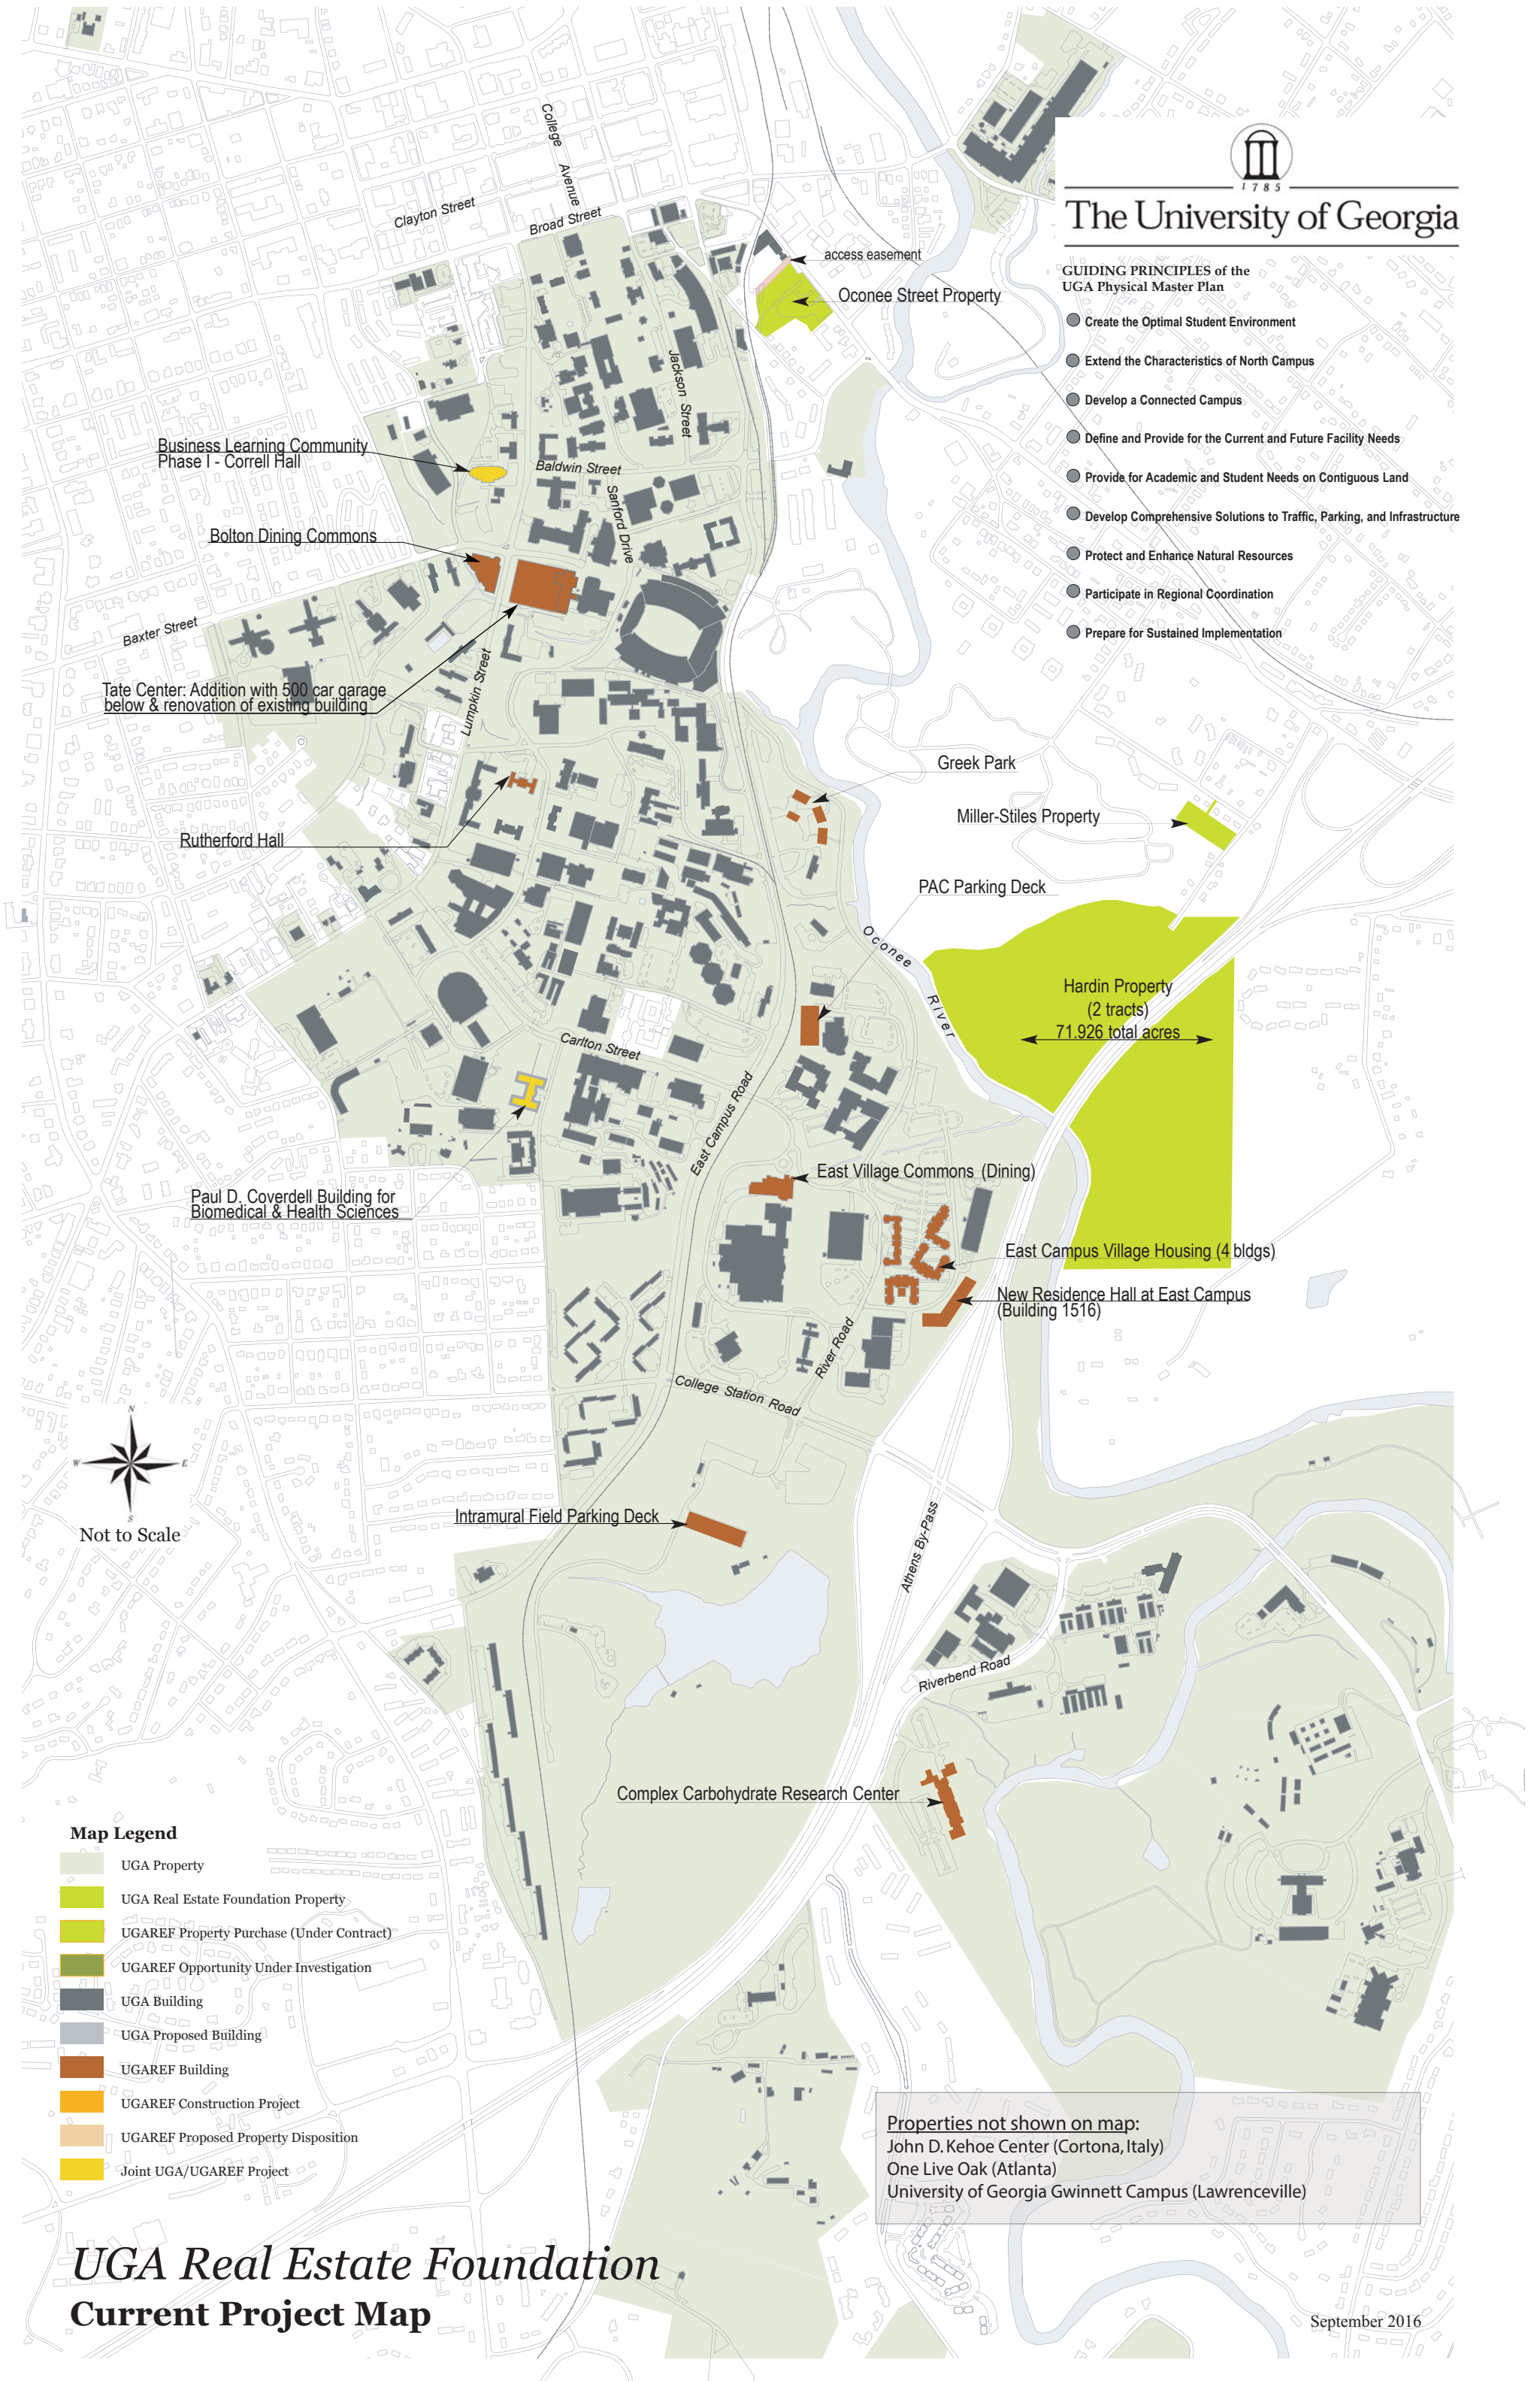 College Avenue
Clayton Street
Broad Street
1785
The University of Georgia
GUIDING PRINCIPLES of the
UGA Physical Master Plan
Create the Optimal Student Environment
Extend the Characteristics of North Campus
Develop a Connected Campus
Define and Provide for the Current and Future Facility Needs
Provide for Academic and Student Needs on Contiguous Land
Develop Comprehensive Solutions to Traffic, Parking, and Infrastructure
Protect and Enhance Natural Resources
Participate in Regional Coordination
Prepare for Sustained Implementation
access easement
Oconee Street Property
Jackson Street
Business Learning Community
Phase I - Correll Hall
Baldwin Street
Sanford Drive
Bolton Dining Commons
Baxter Street
Tate Center: Addition with 500 car garage
below & renovation of existing building
Lumpkin Street
Greek Park
Miller-Stiles Property
Rutherford Hall
PAC Parking Deck
Oconee River
Hardin Property
(2 tracts)
71.926 total acres
Carlton Street
East Campus Road
East Village Commons (Dining)
Paul D. Coverdell Building for
Biomedical & Health Sciences
East Campus Village Housing (4 bldgs)
New Residence Hall at East Campus
(Building 1516)
River Road
College Station Road
N
W
E
S
Not to Scale
Intramural Field Parking Deck
Athens By-Pass
Riverbend Road
Complex Carbohydrate Research Center
Map Legend
UGA Property
UGA Real Estate Foundation Property
UGAREF Property Purchase (Under Contract)
UGAREF Opportunity Under Investigation
UGA Building
UGA Proposed Building
UGAREF Building
UGAREF Construction Project
UGAREF Proposed Property Disposition
Joint UGA/UGAREF Project
Properties not shown on map:
John D. Kehoe Center (Cortona, Italy)
One Live Oak (Atlanta)
University of Georgia Gwinnett Campus (Lawrenceville)
UGA Real Estate Foundation
Current Project Map
September 2016